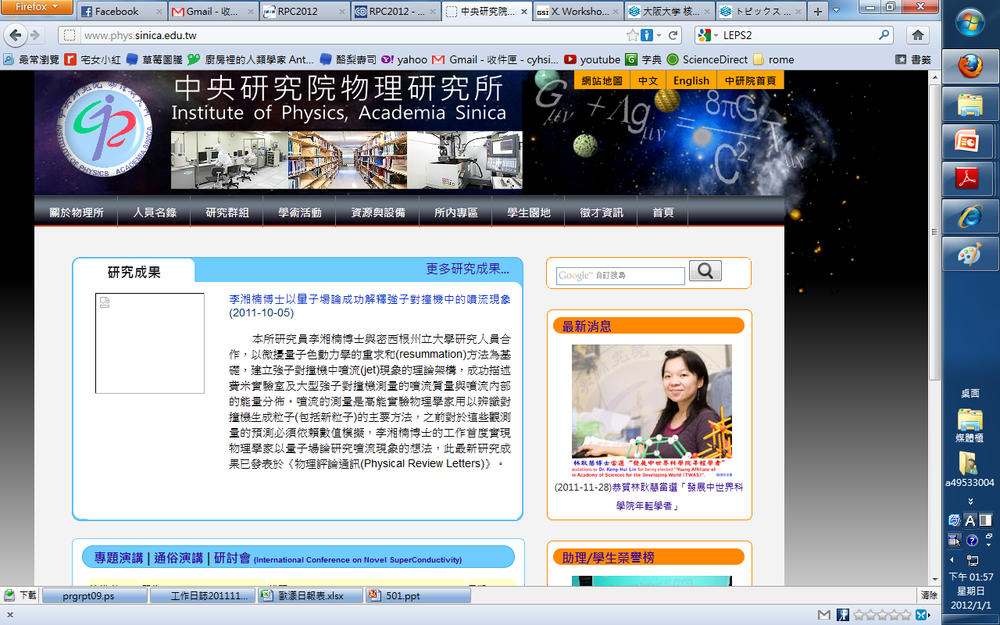 Firefox
Facebook
Gmail - 收...
RPC2012
RPC2012 - ...
中央研究院...
X. Worksho...
大阪大学 核...
トピックス ...
www.phys.sinica.edu.tw
LEPS2
最常瀏覽
宅女小紅
草莓圖騰
廚房裡的人類學家 Ant...
酪梨壽司
yahoo
Gmail - 收件匣 - cyhsi...
youtube
字典
ScienceDirect
rome
書籤
網站地圖
中文
English
中研院首頁
中央研究院物理研究所
Institute of Physics, Academia Sinica
INSTITUTE OF PHYSICS ACADEMIA SINICA
關於物理所
人員名錄
研究群組
學術活動
資源與設備
所內專區
學生園地
徵才資訊
首頁
研究成果
更多研究成果...
李湘楠博士以量子場論成功解釋強子對撞機中的噴流現象
(2011-10-05)
本所研究員李湘楠博士與密西根州立大學研究人員合
作，以微擾量子色動力學的重求和(resummation)方法為基
礎，建立強子對撞機中噴流(jet)現象的理論架構，成功描述
費米實驗室及大型強子對撞機測量的噴流質量與噴流內部
的能量分佈。噴流的測量是高能實驗物理學家用以辨識對
撞機生成粒子(包括新粒子)的主要方法，之前對於這些觀測
量的預測必須依賴數值模擬，李湘楠博士的工作首度實現
物理學家以量子場論研究噴流現象的想法，此最新研究成
果已發表於《物理評論通訊(Physical Review Letters)》。
Google™ 自訂搜尋
最新消息
林耿慧博士當選 “發展中世界科學院年輕學者”
tulations to Dr. Keng-Hui Lin for being elected "Young Affiliate of
he Academy of Sciences for the Developing World (TWAS)".
(2011-11-28)恭賀林耿慧當選「發展中世界科
學院年輕學者」
專題演講 | 通俗演講 | 研討會 (International Conference on Novel SuperConductivity)
助理/學生榮譽榜
下載
prgrpt09.ps
工作日誌201111...
歐漾日報表.xlsx
501.ppt
清除
桌面
媒體櫃
a49533004
下午 01:57
星期日
2012/1/1